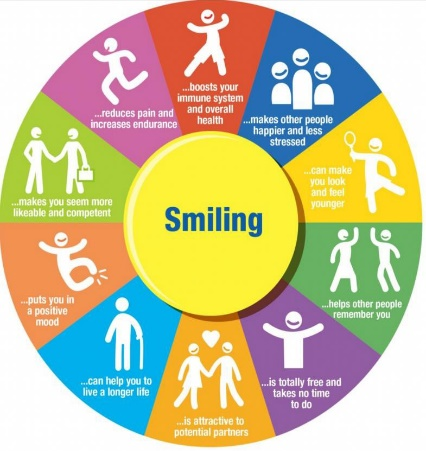 Smiling
...boosts your
immune system
and overall
health
...makes other people
happier and less
stressed
...can make
you look
and feel
younger
...helps other people
remember you
...is totally free and
takes no time
to do
...is attractive to
potential partners
...can help you to
live a longer life
...puts you in
a positive
mood
...makes you seem more
likeable and competent
...reduces pain and
increases endurance